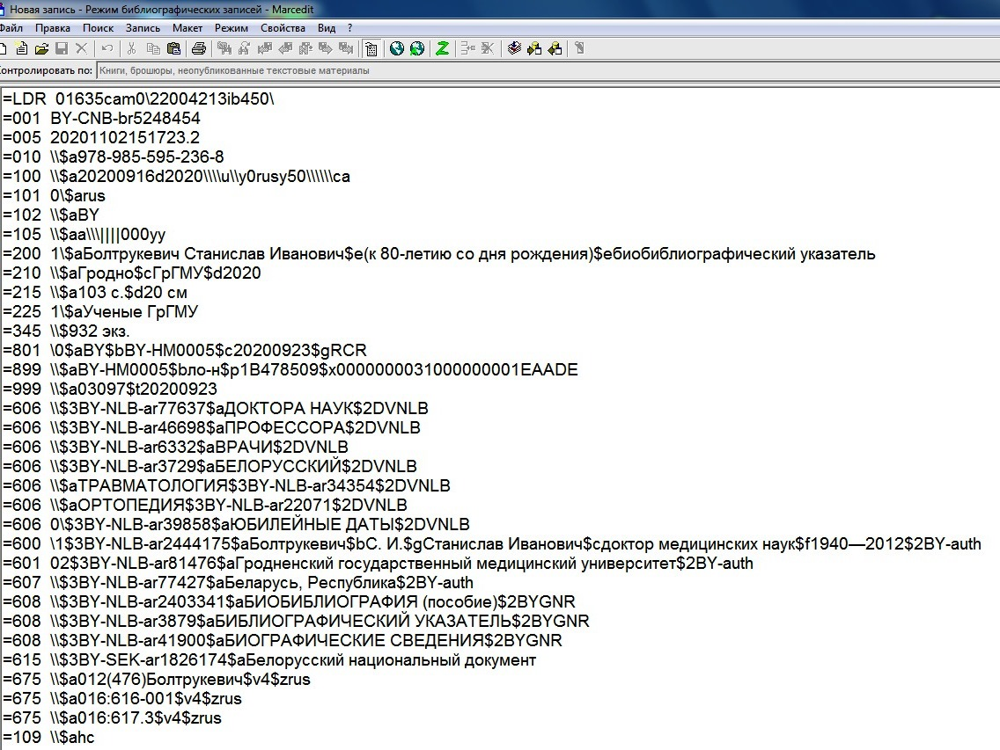 Новая запись - Режим библиографических записей - Marcedit
Файл Правка Поиск Запись Макет Режим Свойства Вид ?
Контролировать по: Книги, брошюры, неопубликованные текстовые материалы
=LDR 01635cam0\22004213ib450\
=001 BY-CNB-br5248454
=005 20201102151723.2
=010 \\$a978-985-595-236-8
=100 \\$a20200916d2020\\\\u\\y0rusy50\\\\\\ca
=101 0\$arus
=102 \\$aBY
=105 \\$aa\\\||||000yy
=200 1\$aБолтрукевич Станислав Иванович$e(к 80-летию со дня рождения)$eбиобиблиографический указатель
=210 \\$aГродно$cГрГМУ$d2020
=215 \\$a103 с.$d20 см
=225 1\$aУченые ГрГМУ
=345 \\$932 экз.
=801 \0$aBY$bBY-HM0005$c20200923$gRCR
=899 \\$aBY-HM0005$bло-н$p1B478509$x0000000031000000001EAADE
=999 \\$a03097$t20200923
=606 \\$3BY-NLB-ar77637$aДОКТОРА НАУК$2DVNLB
=606 \\$3BY-NLB-ar46698$aПРОФЕССОРА$2DVNLB
=606 \\$3BY-NLB-ar6332$aВРАЧИ$2DVNLB
=606 \\$3BY-NLB-ar3729$aБЕЛОРУССКИЙ$2DVNLB
=606 \\$aТРАВМАТОЛОГИЯ$3BY-NLB-ar34354$2DVNLB
=606 \\$aОРТОПЕДИЯ$3BY-NLB-ar22071$2DVNLB
=606 0\$3BY-NLB-ar39858$aЮБИЛЕЙНЫЕ ДАТЫ$2DVNLB
=600 \1$3BY-NLB-ar2444175$aБолтрукевич$bС. И.$gСтанислав Иванович$cдоктор медицинских наук$f1940—2012$2BY-auth
=601 02$3BY-NLB-ar81476$aГродненский государственный медицинский университет$2BY-auth
=607 \\$3BY-NLB-ar77427$aБеларусь, Республика$2BY-auth
=608 \\$3BY-NLB-ar2403341$aБИОБИБЛИОГРАФИЯ (пособие)$2BYGNR
=608 \\$3BY-NLB-ar3879$aБИБЛИОГРАФИЧЕСКИЙ УКАЗАТЕЛЬ$2BYGNR
=608 \\$3BY-NLB-ar41900$aБИОГРАФИЧЕСКИЕ СВЕДЕНИЯ$2BYGNR
=615 \\$3BY-SEK-ar1826174$aБелорусский национальный документ
=675 \\$a012(476)Болтрукевич$v4$zrus
=675 \\$a016:616-001$v4$zrus
=675 \\$a016:617.3$v4$zrus
=109 \\$ahc